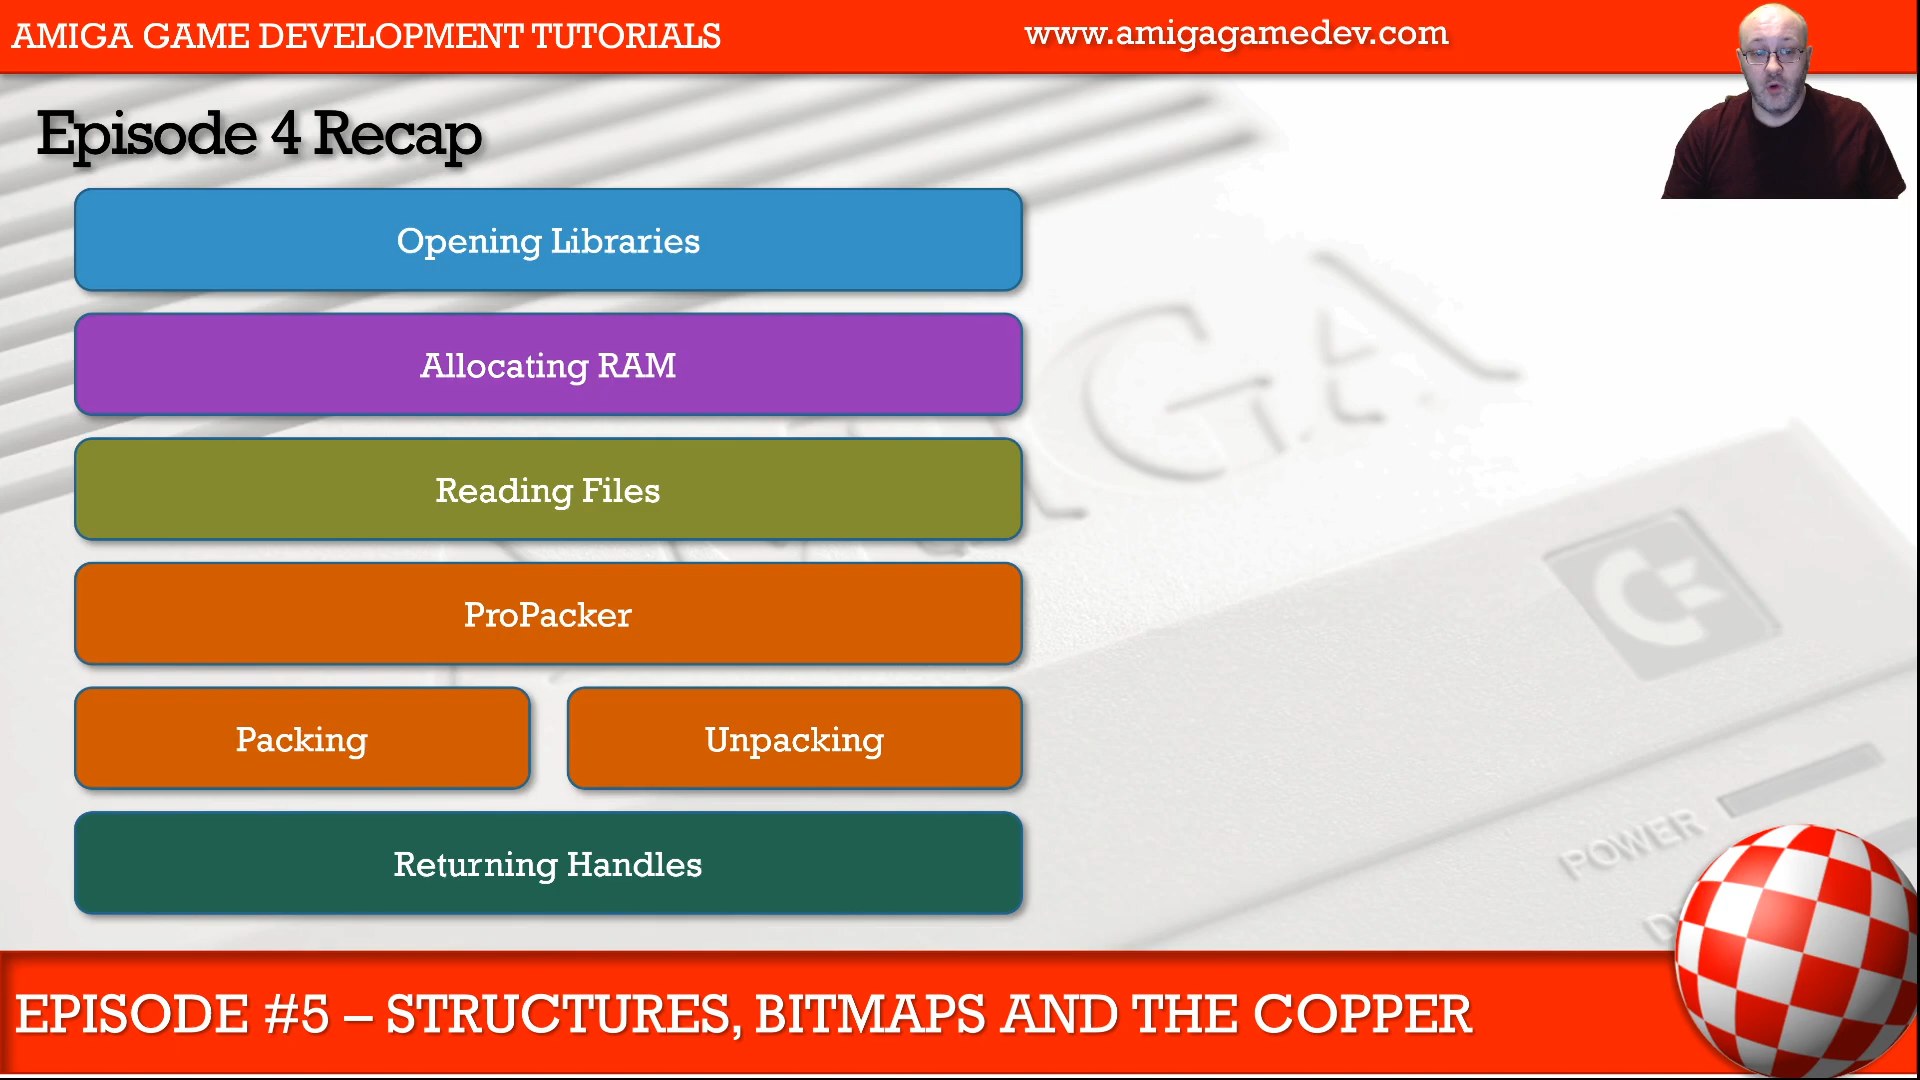 AMIGA GAME DEVELOPMENT TUTORIALS
www.amigagamedev.com
Episode 4 Recap
Opening Libraries
Allocating RAM
Reading Files
ProPacker
Packing
Unpacking
Returning Handles
POWER
EPISODE #5 – STRUCTURES, BITMAPS AND THE COPPER